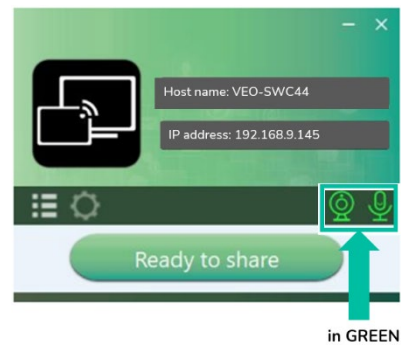 Host name: VEO-SWC44
IP address: 192.168.9.145
Ready to share
in GREEN